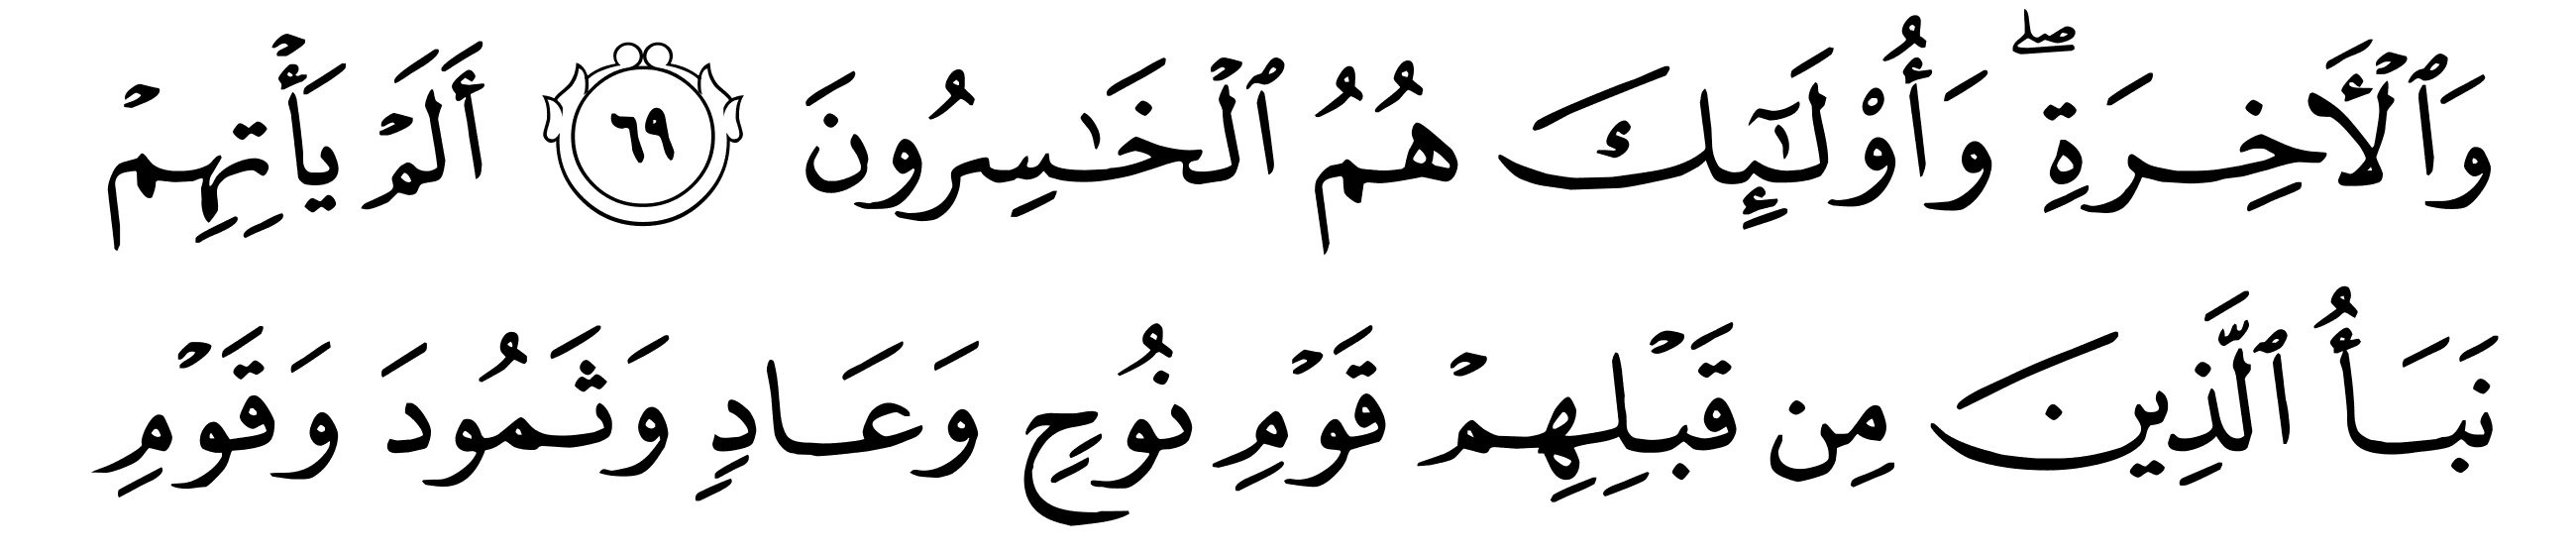 وَٱلۡأٓخِرَةِۖ وَأُوْلَٰٓئِكَ هُمُ ٱلۡخَٰسِرُونَ ٦٩ أَلَمۡ يَأۡتِهِمۡ
نَبَأُ ٱلَّذِينَ مِن قَبۡلِهِمۡ قَوۡمِ نُوحٖ وَعَادٖ وَثَمُودَ وَقَوۡمِ